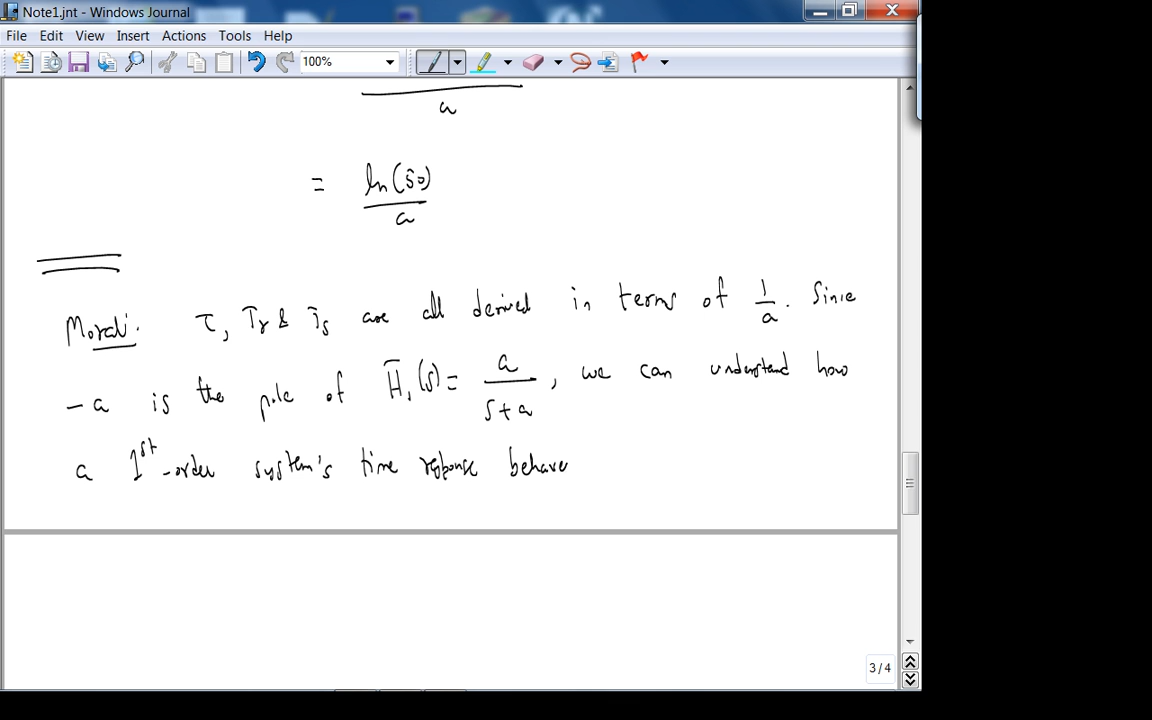 Note1.jnt - Windows Journal
File Edit View Insert Actions Tools Help
100%
a
= ln(50)
a
Moral: τ, Tr & Ts are all derived in terms of 1/a. Since
-a is the pole of H₁(s) = a/(s+a), we can understand how
a 1st-order system's time response behave
3 / 4